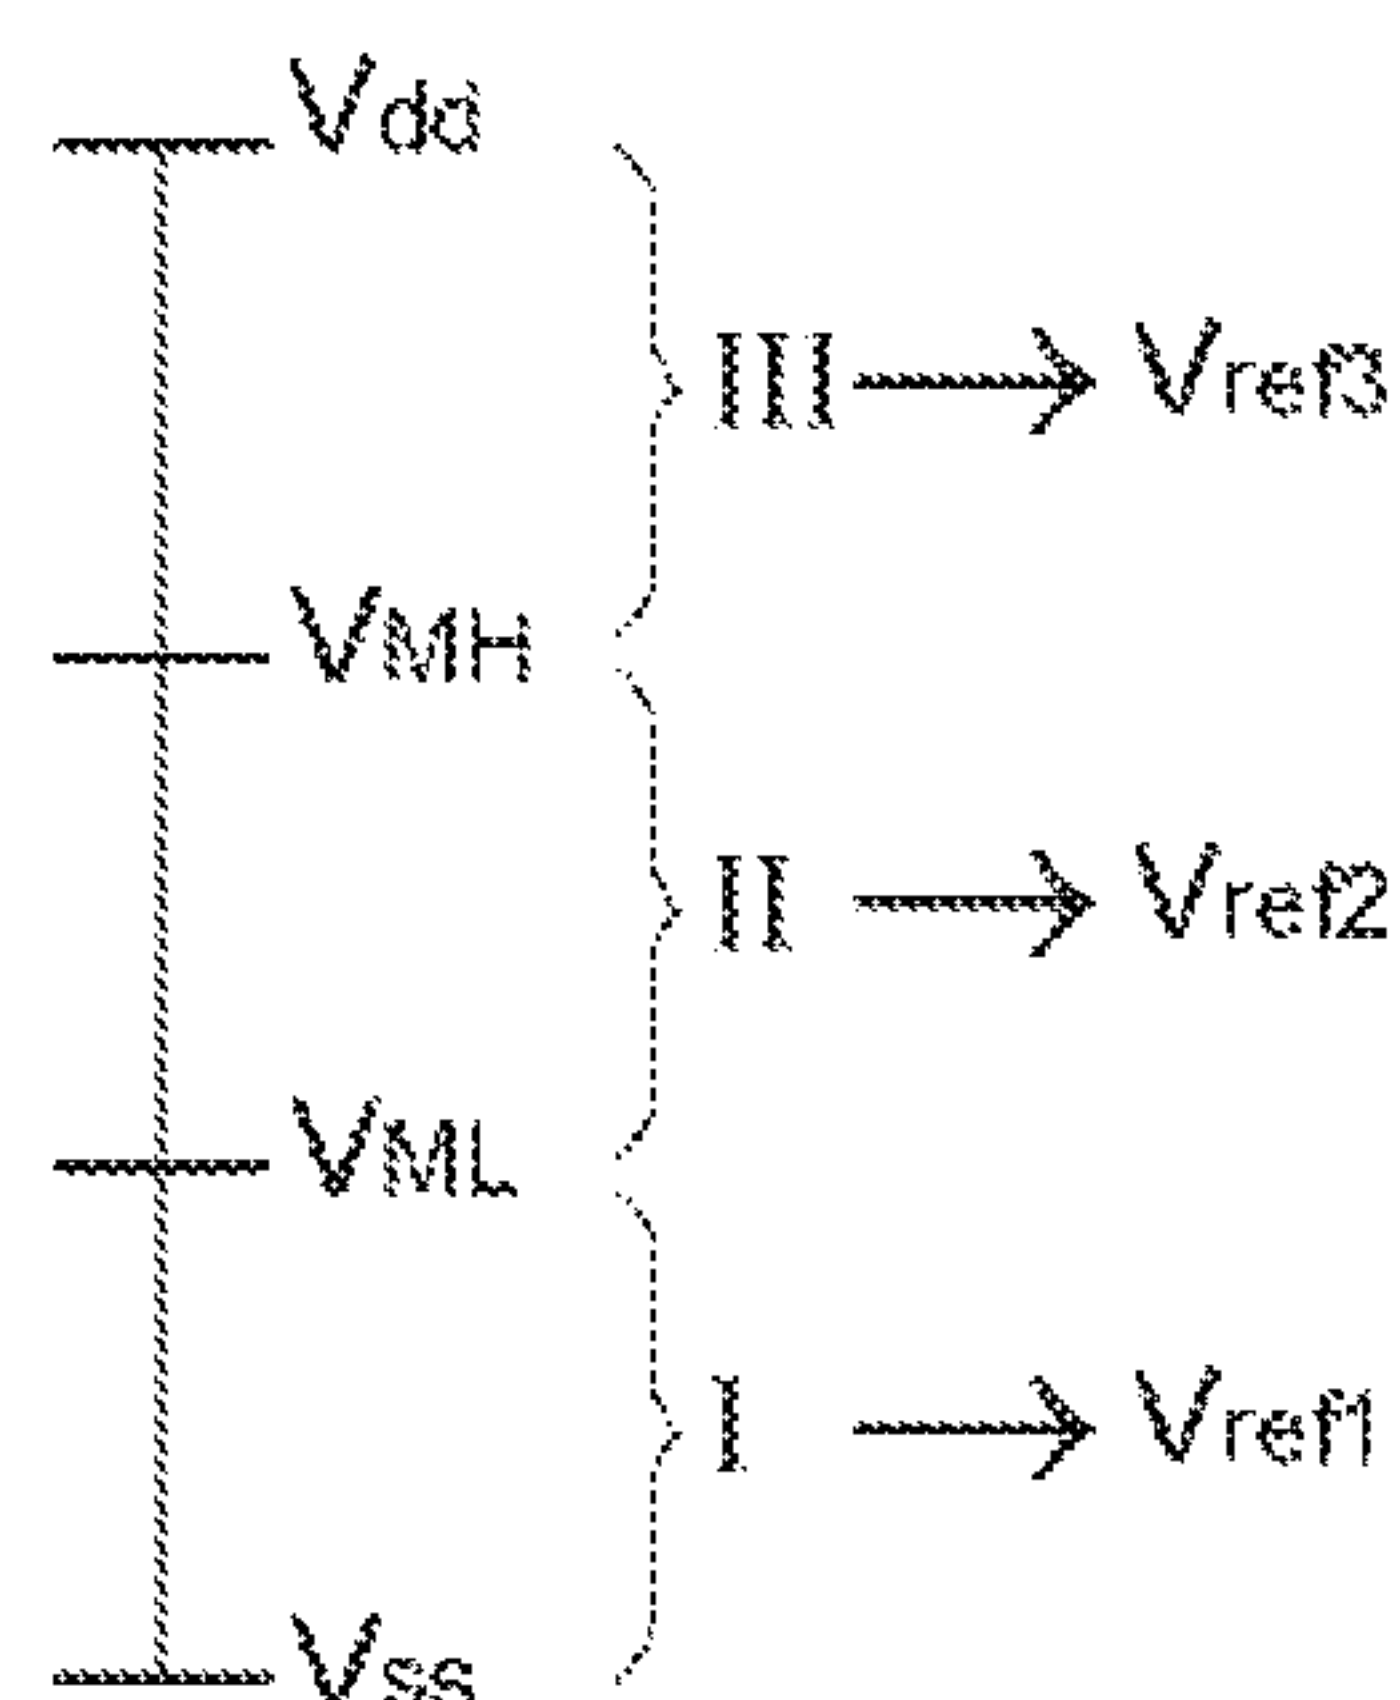 Vdd
III → Vref3
VMH
II → Vref2
VML
I → Vref1
Vss